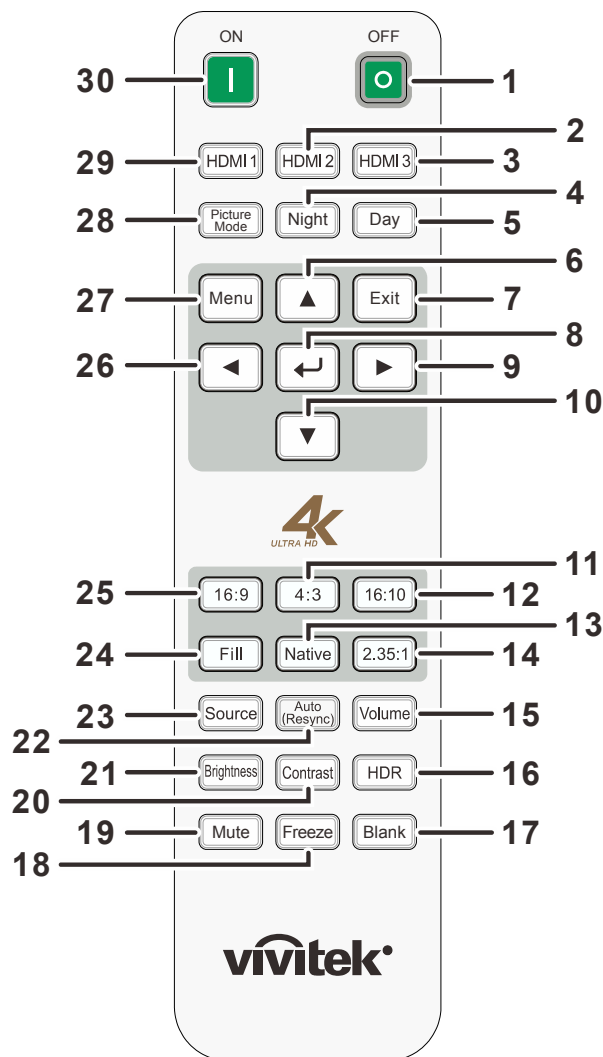 ON OFF
30 1
2
29 HDMI 1 HDMI 2 HDMI 3 3
4
28 Picture Mode Night Day 5
6
27 Menu Exit 7
8
26 9
10
4K
ULTRA HD
11
25 16:9 4:3 16:10 12
13
24 Fill Native 2.35:1 14
23 Source Auto (Resync) Volume 15
22
21 Brightness Contrast HDR 16
20
19 Mute Freeze Blank 17
18
vivitek